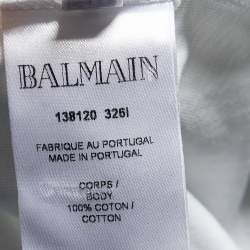 BALMAIN
138120 326I
FABRIQUE AU PORTUGAL
MADE IN PORTUGAL
CORPS /
BODY
100% COTON /
COTTON